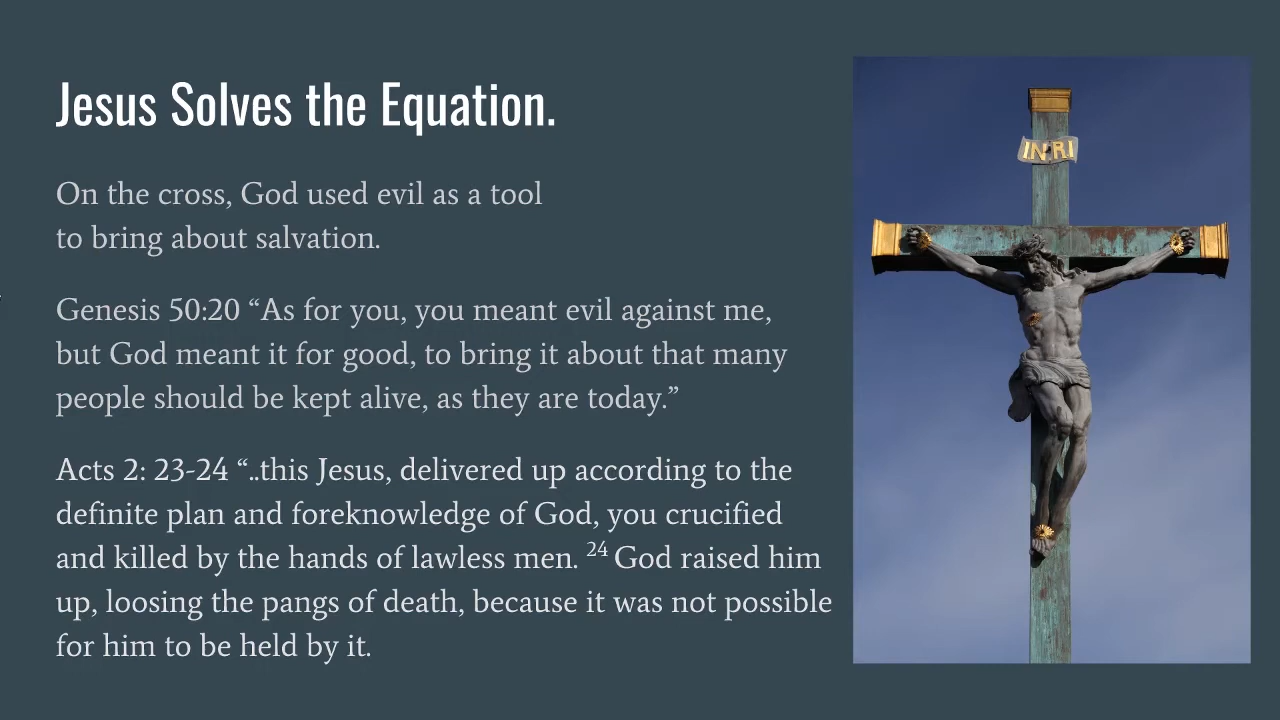 Jesus Solves the Equation.
On the cross, God used evil as a tool
to bring about salvation.
Genesis 50:20 “As for you, you meant evil against me,
but God meant it for good, to bring it about that many
people should be kept alive, as they are today.”
Acts 2: 23-24 “..this Jesus, delivered up according to the
definite plan and foreknowledge of God, you crucified
and killed by the hands of lawless men. 24 God raised him
up, loosing the pangs of death, because it was not possible
for him to be held by it.
INRI